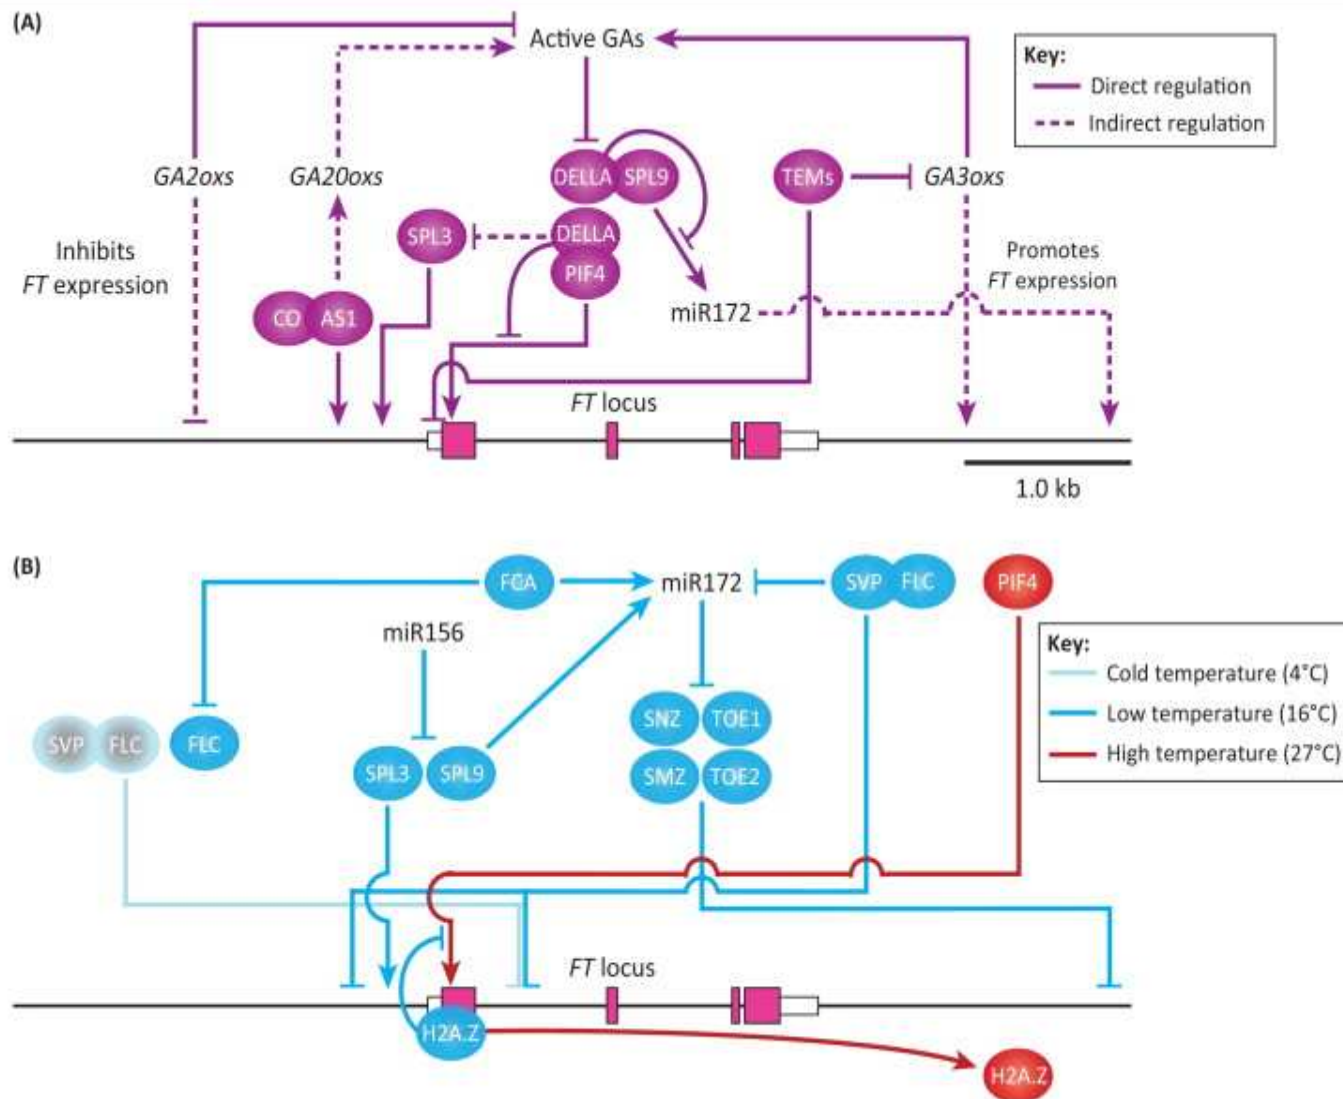 (A)
Active GAs
Key:
Direct regulation
Indirect regulation
GA2oxs
GA20oxs
DELLA
SPL9
TEMs
GA3oxs
SPL3
DELLA
PIF4
Inhibits
FT expression
Promotes
FT expression
CO
AS1
miR172
FT locus
1.0 kb
(B)
FCA
miR172
SVP
FLC
PIF4
miR156
Key:
Cold temperature (4°C)
Low temperature (16°C)
High temperature (27°C)
SVP
FLC
FLC
SPL3
SPL9
SNZ
TOE1
SMZ
TOE2
FT locus
H2A.Z
H2A.Z